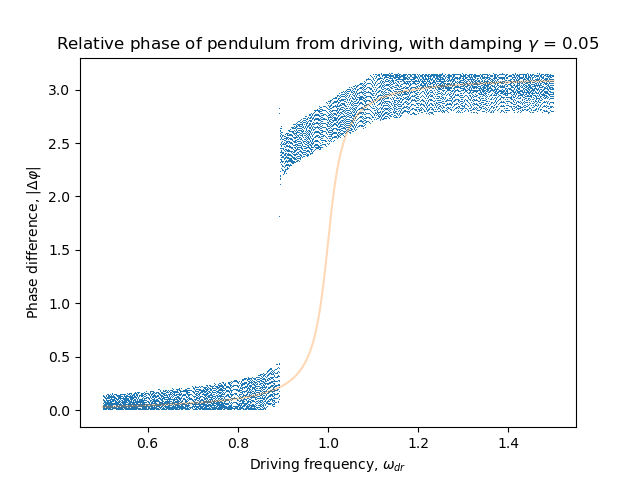 Relative phase of pendulum from driving, with damping γ = 0.05
3.0
2.5
2.0
1.5
1.0
0.5
0.0
Phase difference, |Δφ|
0.6 0.8 1.0 1.2 1.4
Driving frequency, ω_dr